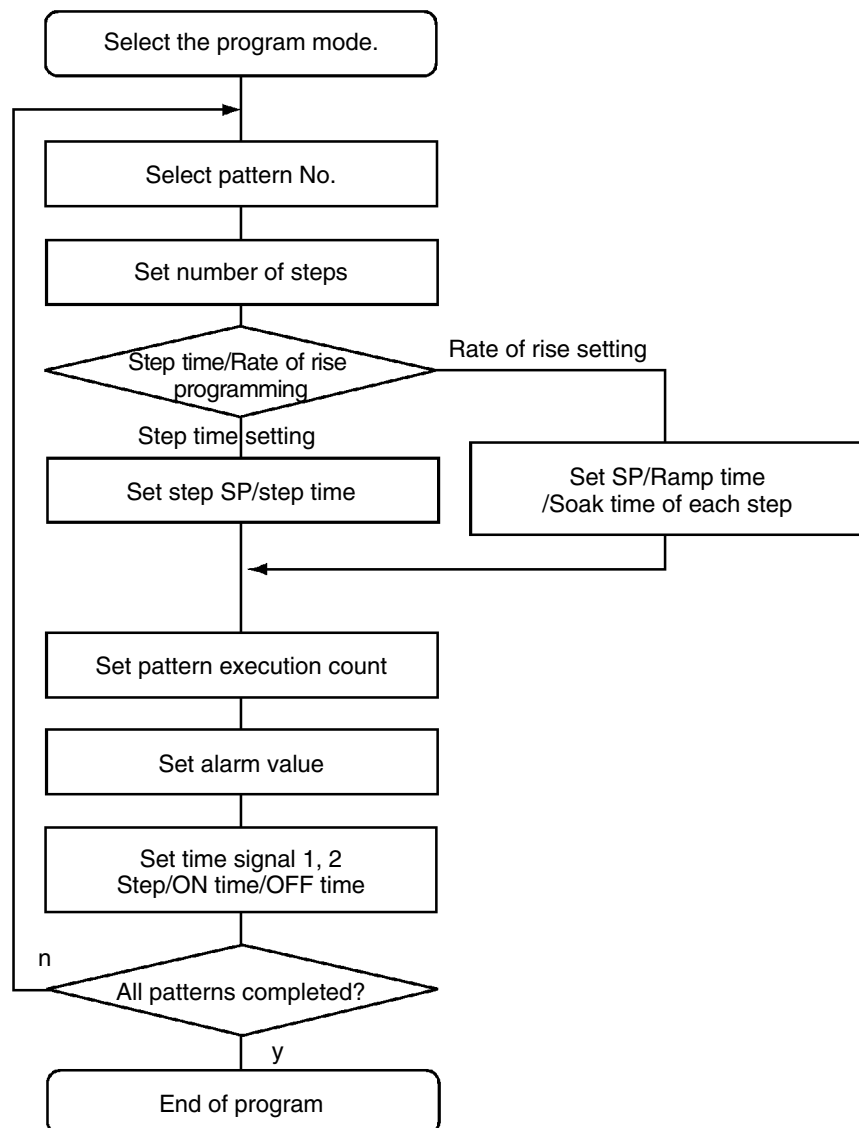 Select the program mode.
Select pattern No.
Set number of steps
Step time/Rate of rise
programming
Rate of rise setting
Step time setting
Set step SP/step time
Set SP/Ramp time
/Soak time of each step
Set pattern execution count
Set alarm value
Set time signal 1, 2
Step/ON time/OFF time
n
All patterns completed?
y
End of program